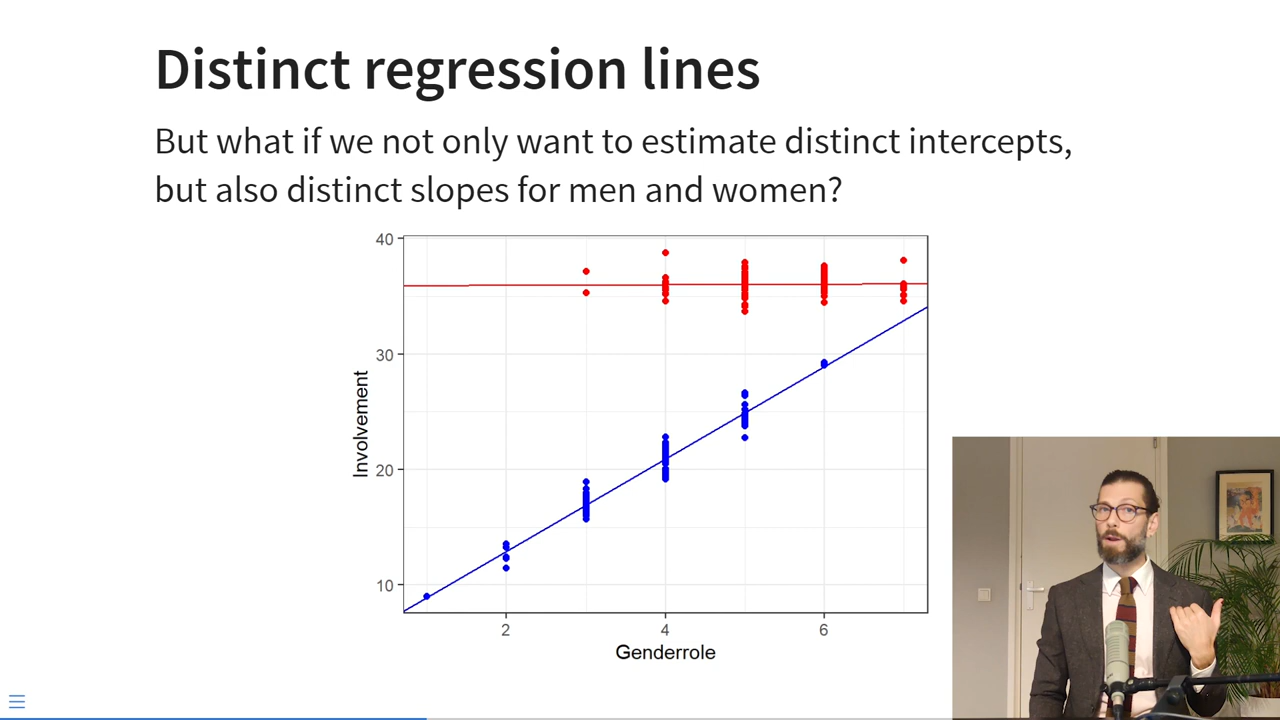 Distinct regression lines
But what if we not only want to estimate distinct intercepts,
but also distinct slopes for men and women?
40
30
20
10
Involvement
2
4
6
Genderrole